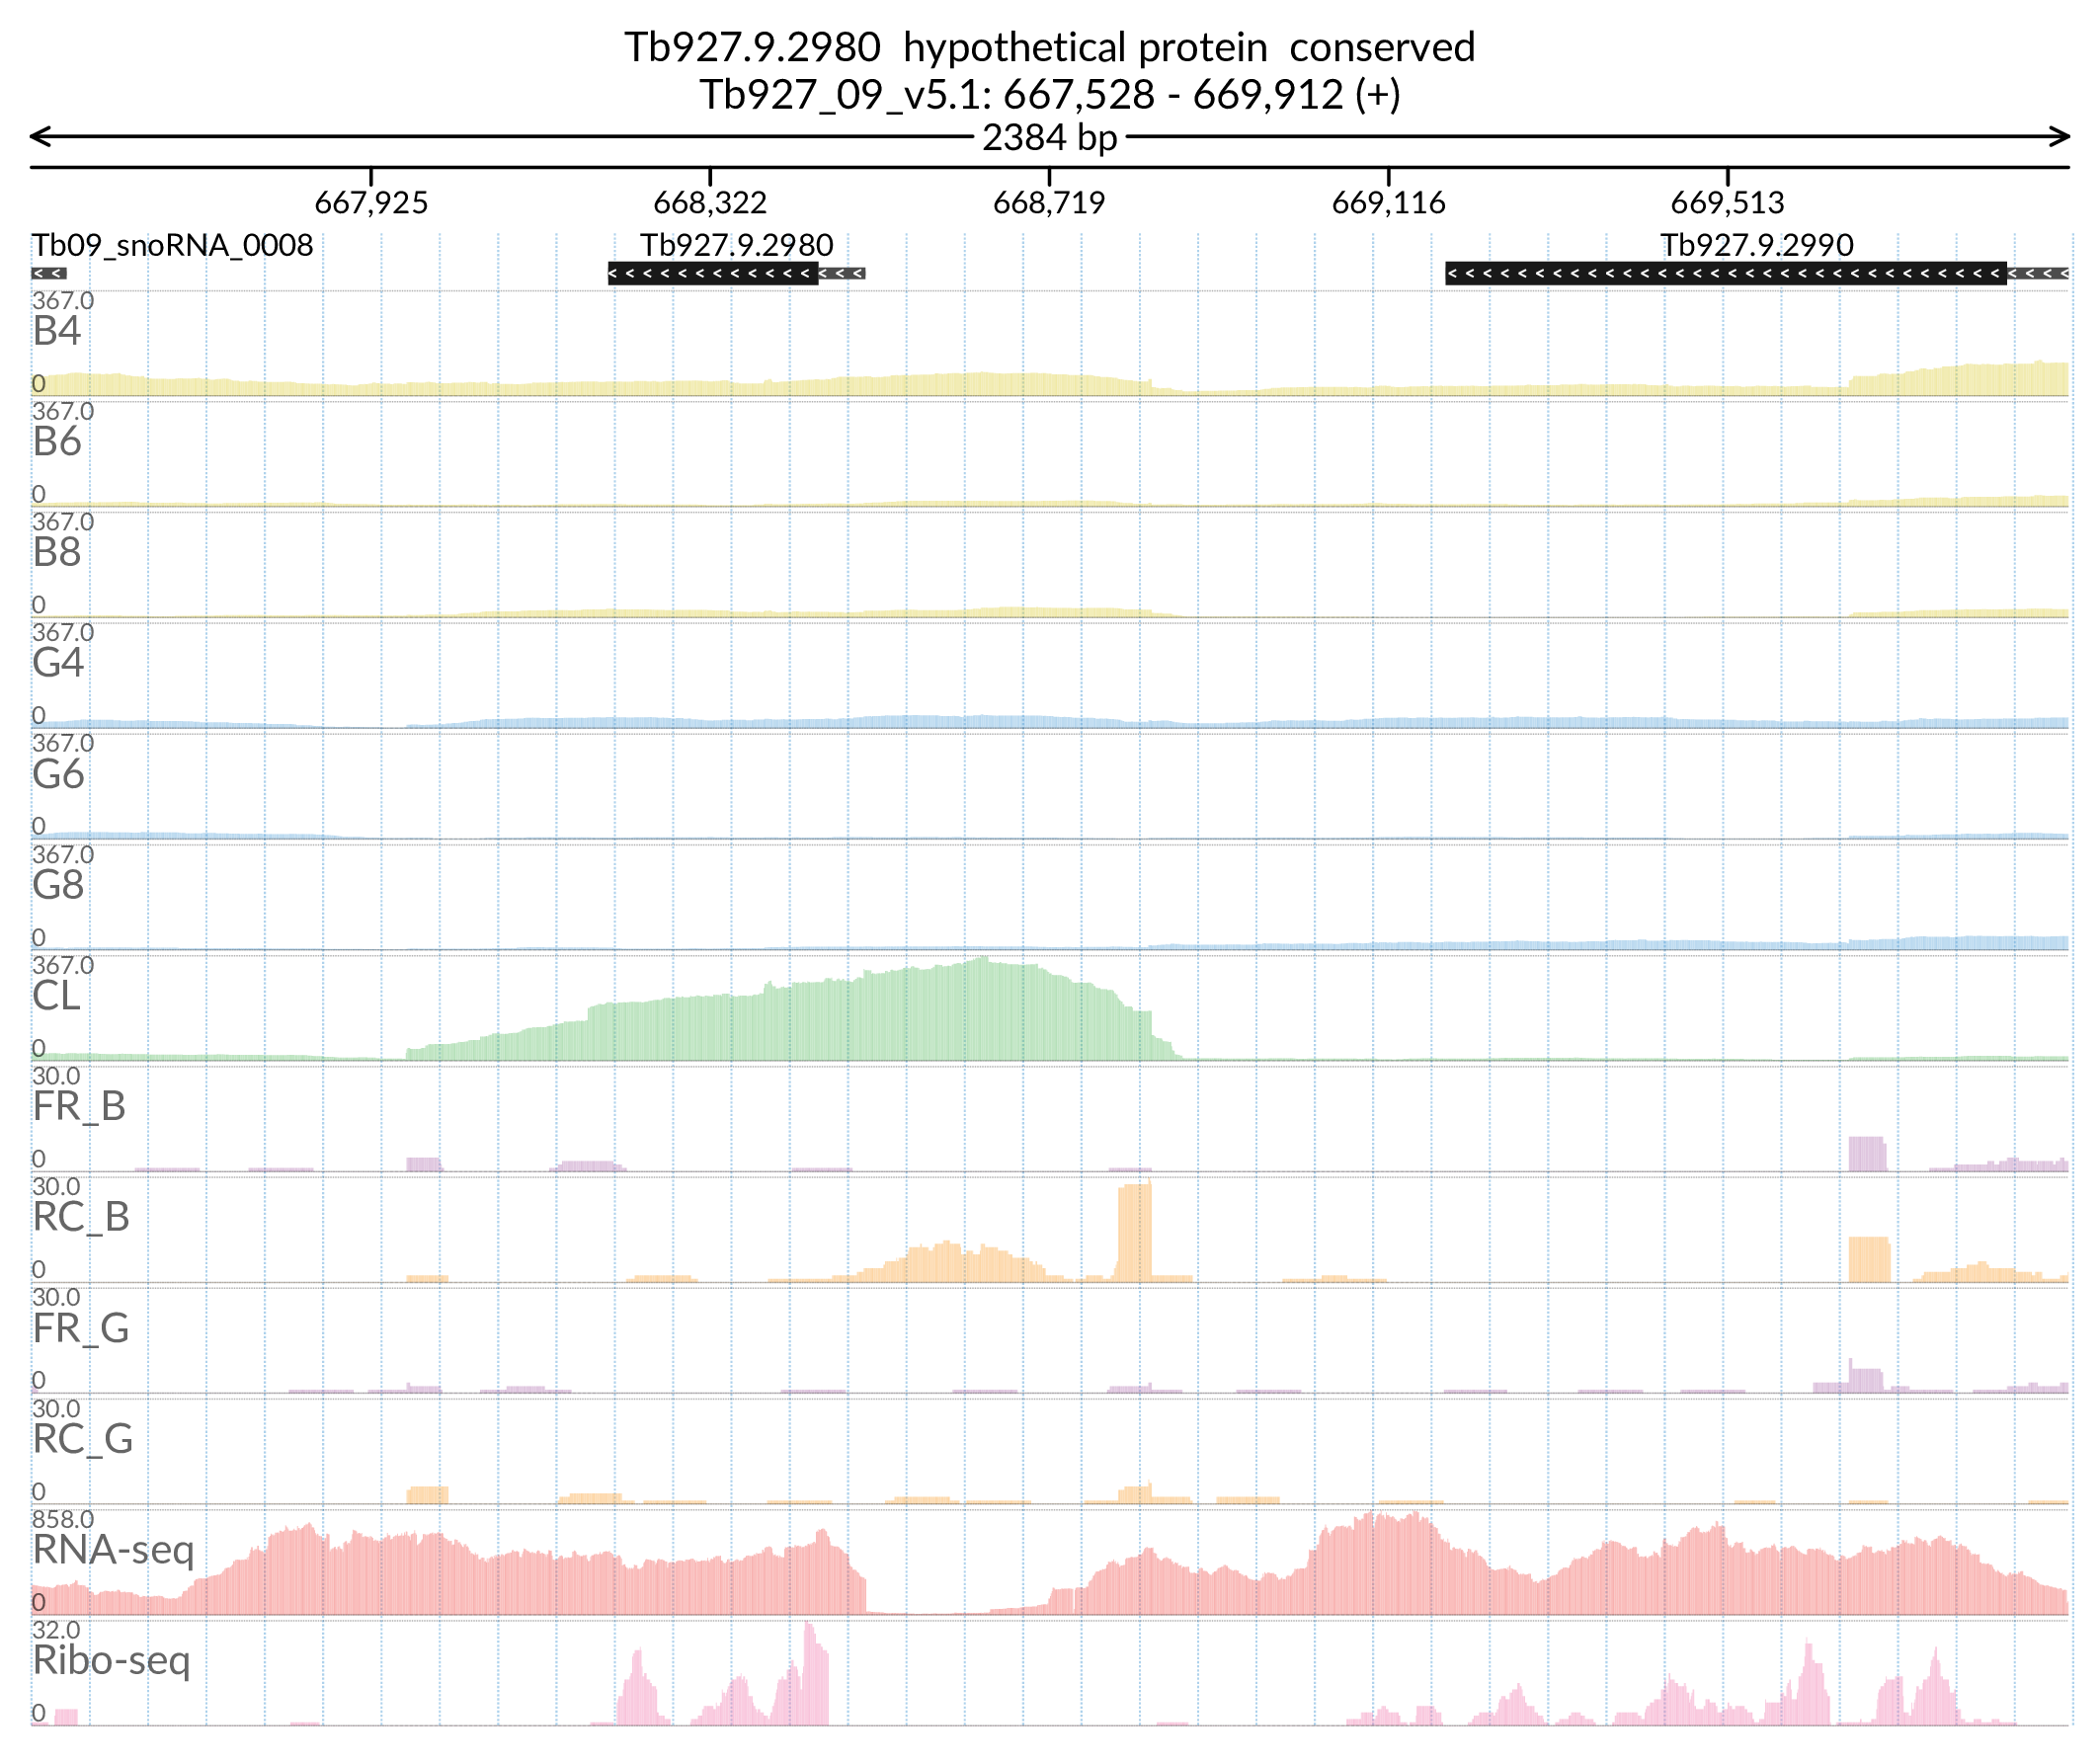 Tb927.9.2980  hypothetical protein  conserved
Tb927_09_v5.1: 667,528 - 669,912 (+)
2384 bp
667,925 668,322 668,719 669,116 669,513
Tb09_snoRNA_0008 Tb927.9.2980 Tb927.9.2990
367.0
B4
0
367.0
B6
0
367.0
B8
0
367.0
G4
0
367.0
G6
0
367.0
G8
0
367.0
CL
0
30.0
FR_B
0
30.0
RC_B
0
30.0
FR_G
0
30.0
RC_G
0
858.0
RNA-seq
0
32.0
Ribo-seq
0